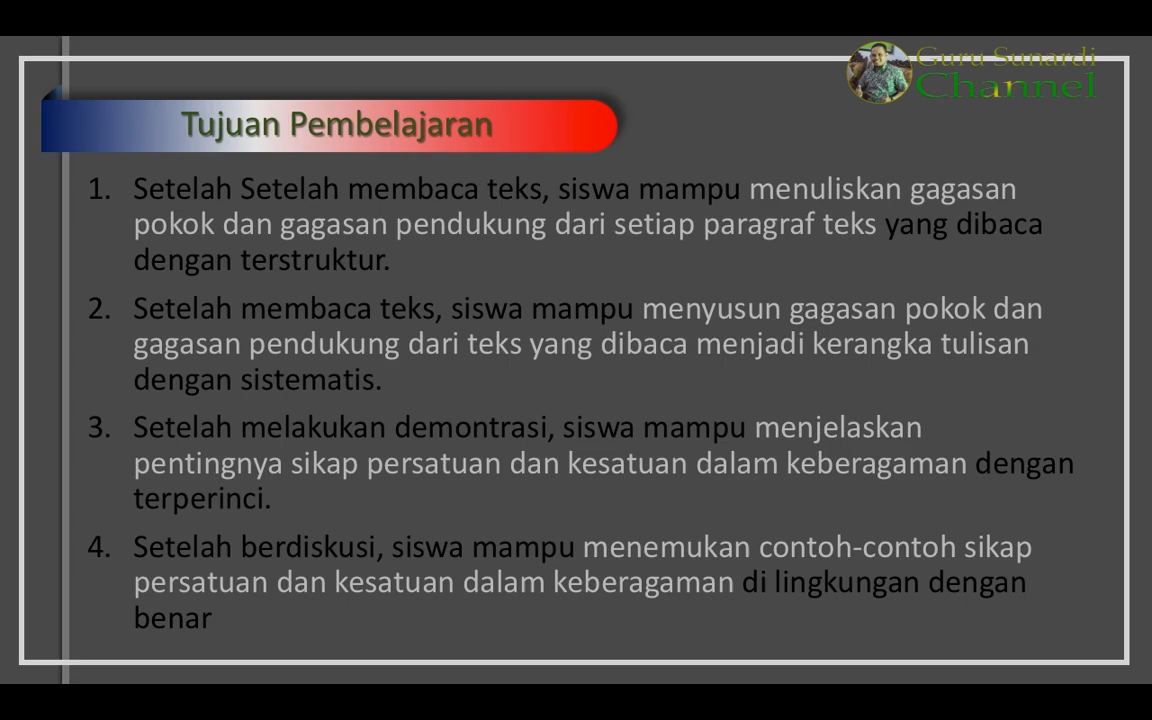 Guru Sunardi
Channel
Tujuan Pembelajaran
1. Setelah Setelah membaca teks, siswa mampu menuliskan gagasan
pokok dan gagasan pendukung dari setiap paragraf teks yang dibaca
dengan terstruktur.
2. Setelah membaca teks, siswa mampu menyusun gagasan pokok dan
gagasan pendukung dari teks yang dibaca menjadi kerangka tulisan
dengan sistematis.
3. Setelah melakukan demontrasi, siswa mampu menjelaskan
pentingnya sikap persatuan dan kesatuan dalam keberagaman dengan
terperinci.
4. Setelah berdiskusi, siswa mampu menemukan contoh-contoh sikap
persatuan dan kesatuan dalam keberagaman di lingkungan dengan
benar